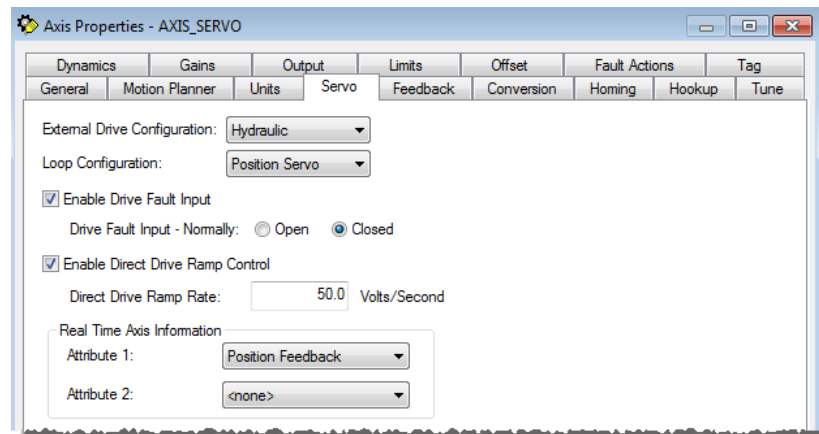 Axis Properties - AXIS_SERVO
Dynamics Gains Output Limits Offset Fault Actions Tag
General Motion Planner Units Servo Feedback Conversion Homing Hookup Tune
External Drive Configuration: Hydraulic
Loop Configuration: Position Servo
Enable Drive Fault Input
Drive Fault Input - Normally: Open Closed
Enable Direct Drive Ramp Control
Direct Drive Ramp Rate: 50.0 Volts/Second
Real Time Axis Information
Attribute 1: Position Feedback
Attribute 2: <none>